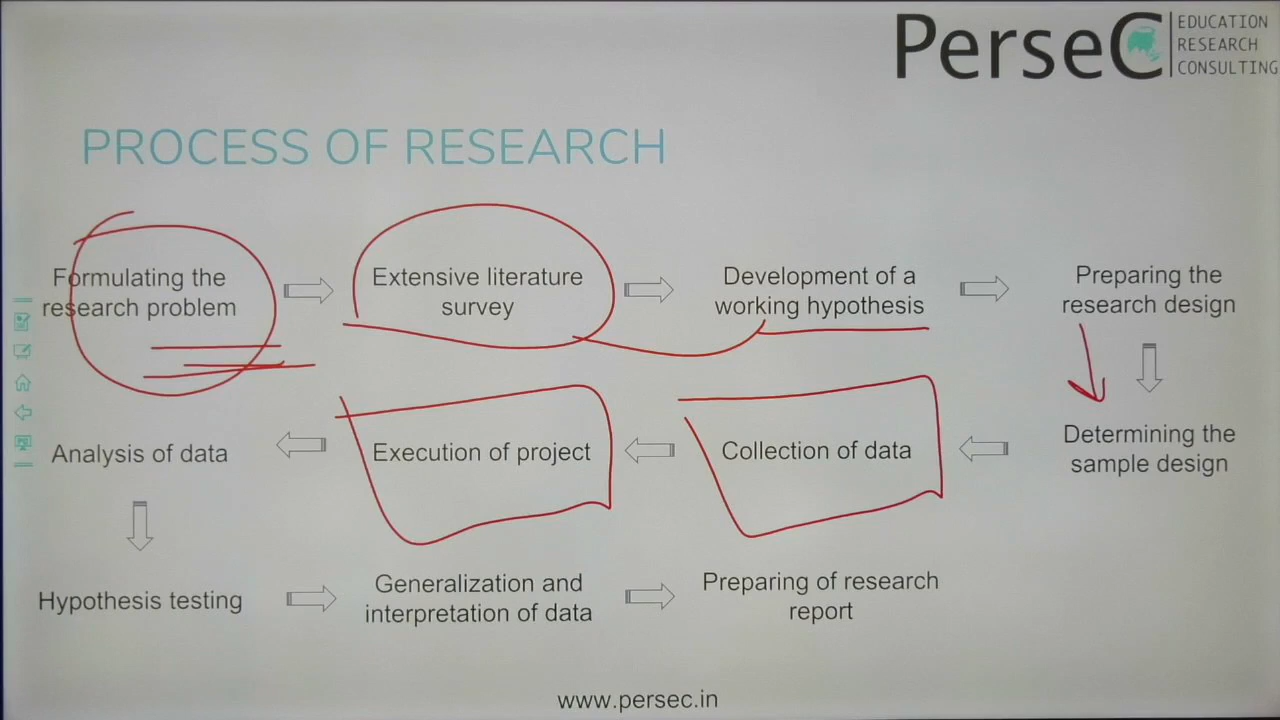 PerseC
EDUCATION
RESEARCH
CONSULTING
PROCESS OF RESEARCH
Formulating the
research problem
Extensive literature
survey
Development of a
working hypothesis
Preparing the
research design
Determining the
sample design
Collection of data
Execution of project
Analysis of data
Hypothesis testing
Generalization and
interpretation of data
Preparing of research
report
www.persec.in